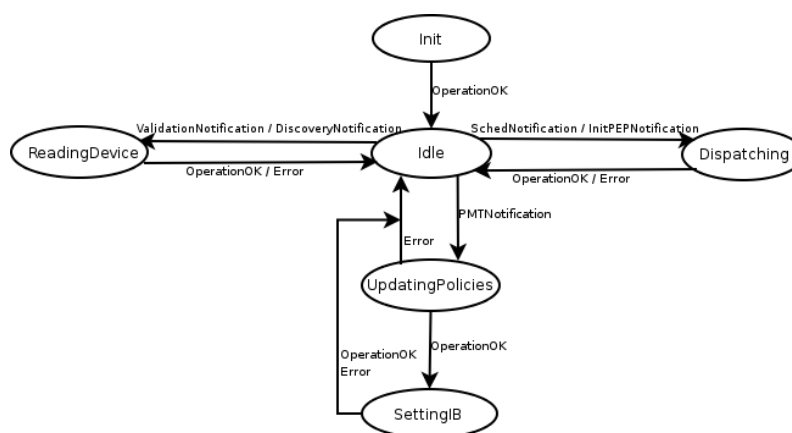 Init
OperationOK
ValidationNotification / DiscoveryNotification
SchedNotification / InitPEPNotification
ReadingDevice
Idle
Dispatching
OperationOK / Error
OperationOK / Error
PMTNotification
Error
UpdatingPolicies
OperationOK
OperationOK
Error
SettingIB